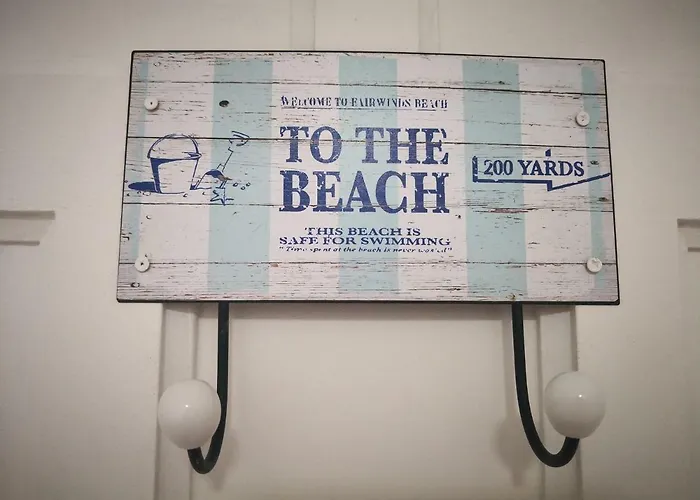 WELCOME TO FAIRWINDS BEACH
TO THE
BEACH
200 YARDS
THIS BEACH IS
SAFE FOR SWIMMING
"Time spent at the beach is never wasted"